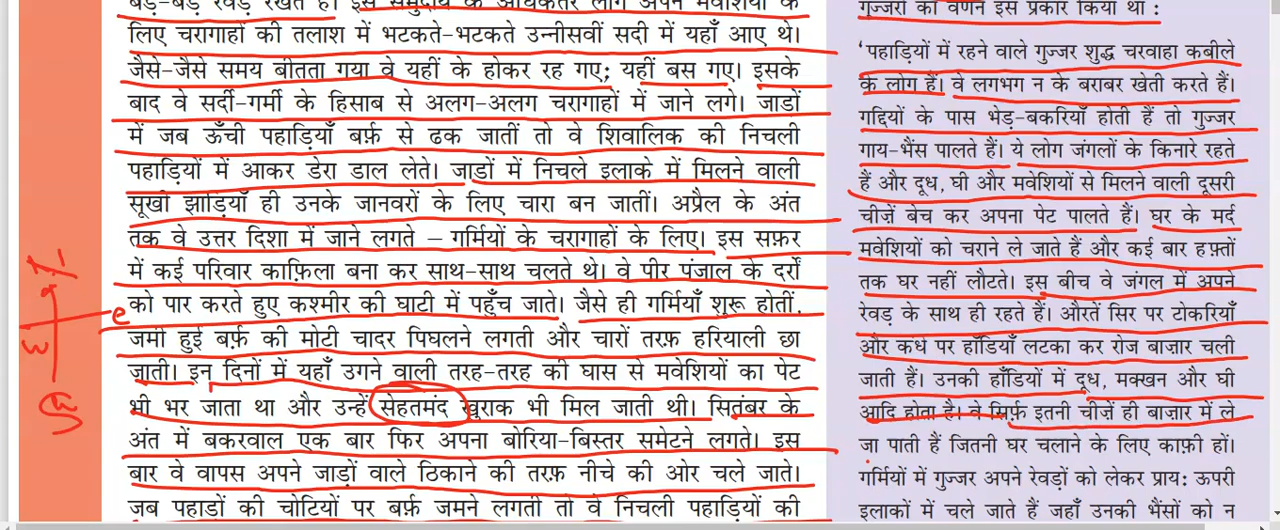 बड़े-बड़े रेवड़ रखते हैं। इस समुदाय के अधिकतर लोग अपने मवेशियों के
लिए चरागाहों की तलाश में भटकते-भटकते उन्नीसवीं सदी में यहाँ आए थे।
जैसे-जैसे समय बीतता गया वे यहीं के होकर रह गए; यहीं बस गए। इसके
बाद वे सर्दी-गर्मी के हिसाब से अलग-अलग चरागाहों में जाने लगे। जाड़ों
में जब ऊँची पहाड़ियाँ बर्फ़ से ढक जातीं तो वे शिवालिक की निचली
पहाड़ियों में आकर डेरा डाल लेते। जाड़ों में निचले इलाके में मिलने वाली
सूखी झाड़ियाँ ही उनके जानवरों के लिए चारा बन जातीं। अप्रैल के अंत
तक वे उत्तर दिशा में जाने लगते – गर्मियों के चरागाहों के लिए। इस सफ़र
में कई परिवार काफ़िला बना कर साथ-साथ चलते थे। वे पीर पंजाल के दर्रों
को पार करते हुए कश्मीर की घाटी में पहुँच जाते। जैसे ही गर्मियाँ शुरू होतीं,
जमी हुई बर्फ़ की मोटी चादर पिघलने लगती और चारों तरफ़ हरियाली छा
जाती। इन दिनों में यहाँ उगने वाली तरह-तरह की घास से मवेशियों का पेट
भी भर जाता था और उन्हें सेहतमंद खुराक भी मिल जाती थी। सितंबर के
अंत में बकरवाल एक बार फिर अपना बोरिया-बिस्तर समेटने लगते। इस
बार वे वापस अपने जाड़ों वाले ठिकाने की तरफ़ नीचे की ओर चले जाते।
जब पहाड़ों की चोटियों पर बर्फ़ जमने लगती तो वे निचली पहाड़ियों की
गुज्जरों का वर्णन इस प्रकार किया था :
'पहाड़ियों में रहने वाले गुज्जर शुद्ध चरवाहा कबीले
के लोग हैं। वे लगभग न के बराबर खेती करते हैं।
गद्दियों के पास भेड़-बकरियाँ होती हैं तो गुज्जर
गाय-भैंस पालते हैं। ये लोग जंगलों के किनारे रहते
हैं और दूध, घी और मवेशियों से मिलने वाली दूसरी
चीज़ें बेच कर अपना पेट पालते हैं। घर के मर्द
मवेशियों को चराने ले जाते हैं और कई बार हफ़्तों
तक घर नहीं लौटते। इस बीच वे जंगल में अपने
रेवड़ के साथ ही रहते हैं। औरतें सिर पर टोकरियाँ
और कंधे पर हाँडियाँ लटका कर रोज बाज़ार चली
जाती हैं। उनकी हाँडियों में दूध, मक्खन और घी
आदि होता है। वे सिर्फ़ इतनी चीज़ें ही बाज़ार में ले
जा पाती हैं जितनी घर चलाने के लिए काफ़ी हों।
गर्मियों में गुज्जर अपने रेवड़ों को लेकर प्राय: ऊपरी
इलाकों में चले जाते हैं जहाँ उनकी भैंसों को न